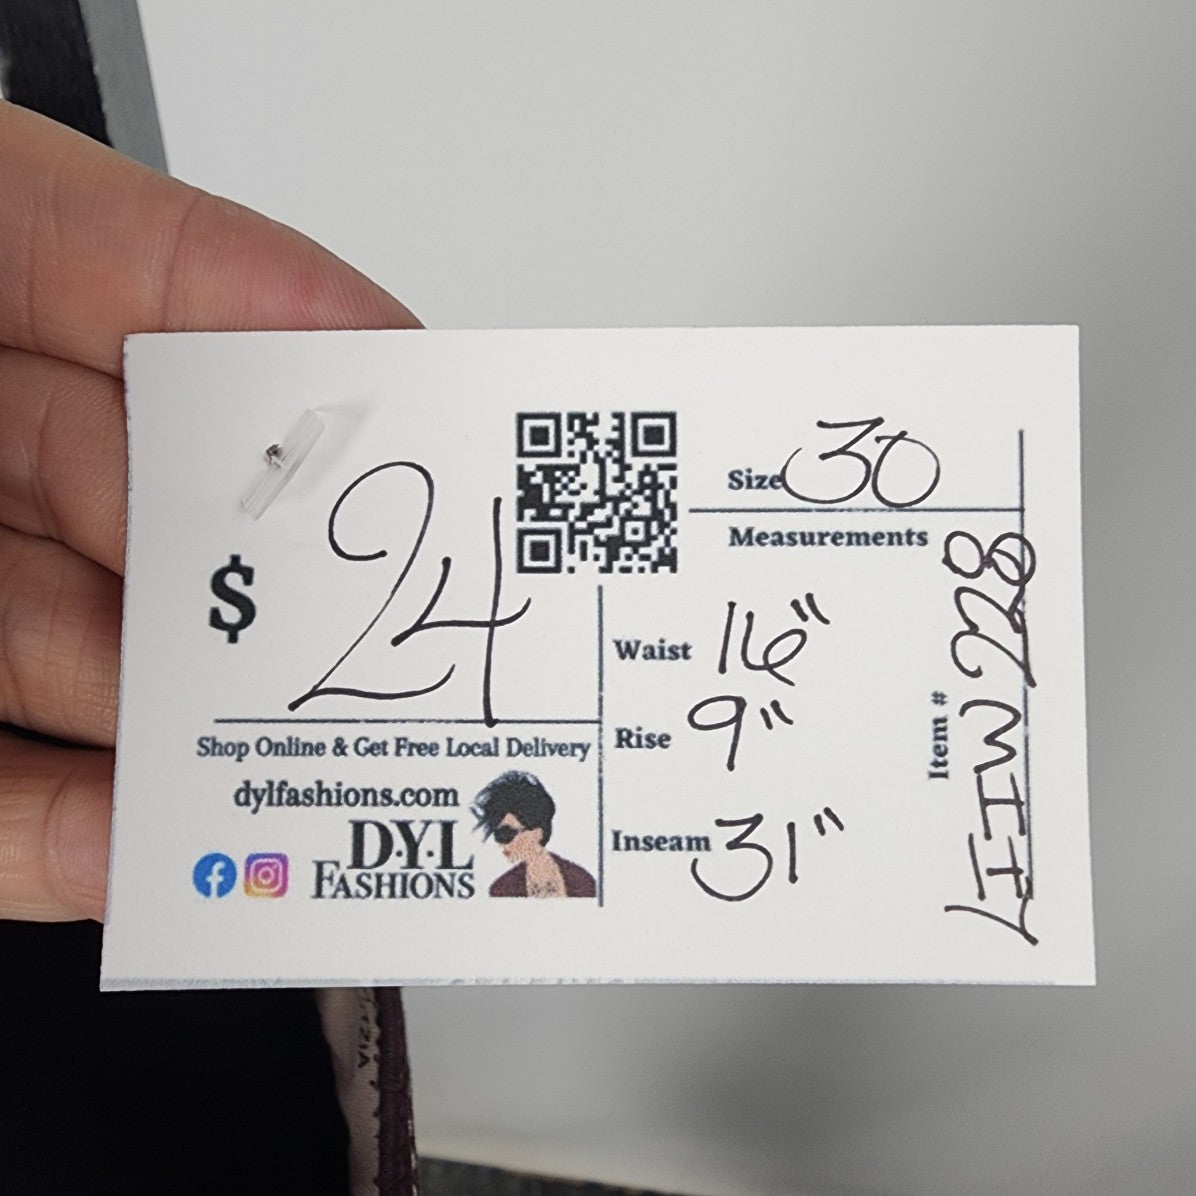 $ 24
Size 30
Measurements
Waist 16"
Rise 9"
Inseam 31"
Item #
Shop Online & Get Free Local Delivery
dylfashions.com
D·Y·L
FASHIONS